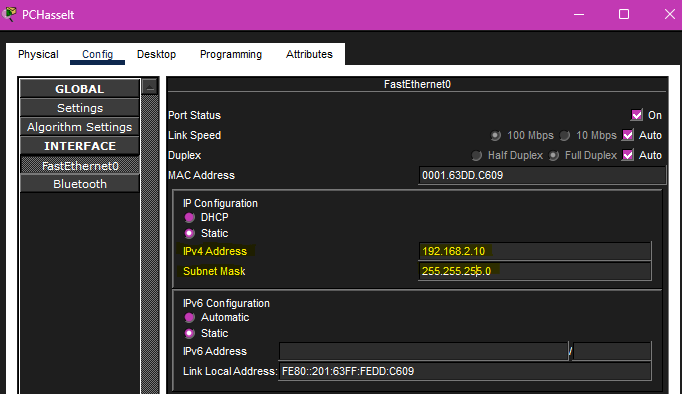 PCHasselt
Physical Config Desktop Programming Attributes
GLOBAL
Settings
Algorithm Settings
INTERFACE
FastEthernet0
Bluetooth
FastEthernet0
Port Status On
Link Speed 100 Mbps 10 Mbps Auto
Duplex Half Duplex Full Duplex Auto
MAC Address 0001.63DD.C609
IP Configuration
DHCP
Static
IPv4 Address 192.168.2.10
Subnet Mask 255.255.255.0
IPv6 Configuration
Automatic
Static
IPv6 Address /
Link Local Address: FE80::201:63FF:FEDD:C609